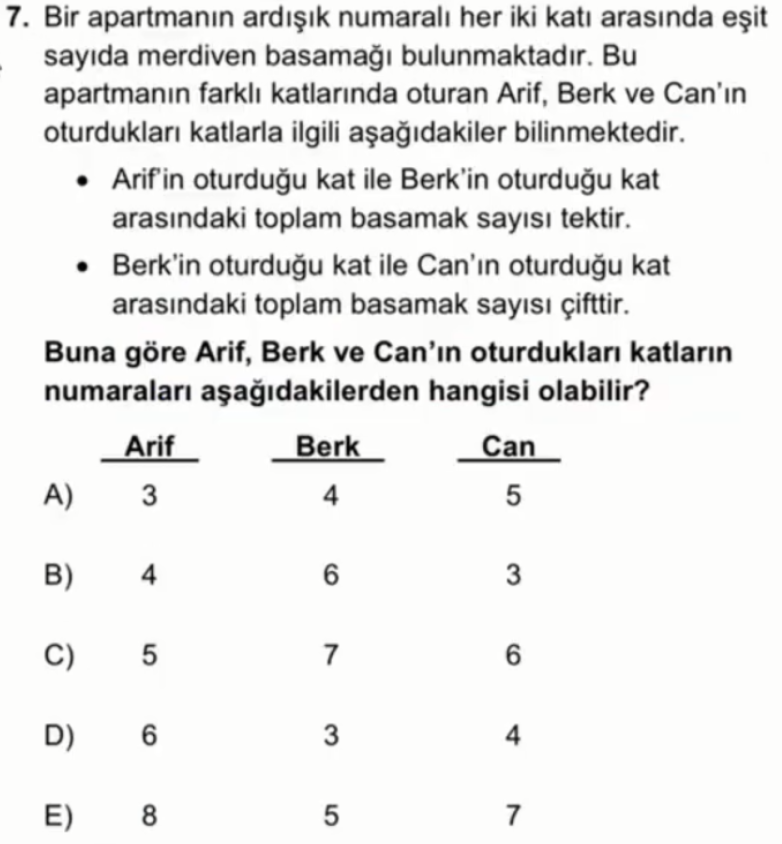 7. Bir apartmanın ardışık numaralı her iki katı arasında eşit
sayıda merdiven basamağı bulunmaktadır. Bu
apartmanın farklı katlarında oturan Arif, Berk ve Can'ın
oturdukları katlarla ilgili aşağıdakiler bilinmektedir.
• Arif'in oturduğu kat ile Berk'in oturduğu kat
arasındaki toplam basamak sayısı tektir.
• Berk'in oturduğu kat ile Can'ın oturduğu kat
arasındaki toplam basamak sayısı çifttir.
Buna göre Arif, Berk ve Can'ın oturdukları katların
numaraları aşağıdakilerden hangisi olabilir?
Arif Berk Can
A) 3 4 5
B) 4 6 3
C) 5 7 6
D) 6 3 4
E) 8 5 7